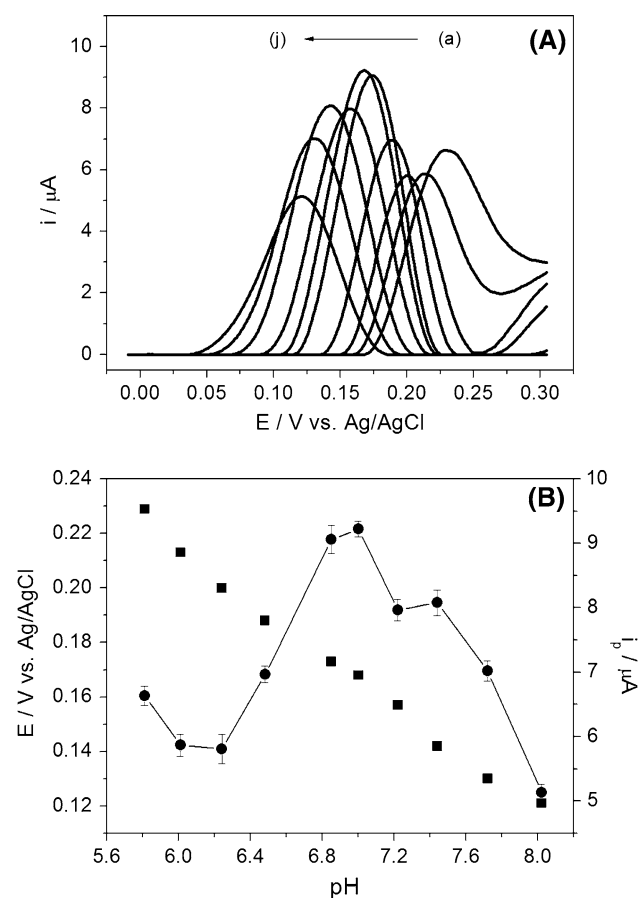 (A)
(j) (a)
10
8
6
4
2
0
i / μA
0.00 0.05 0.10 0.15 0.20 0.25 0.30
E / V vs. Ag/AgCl
(B)
0.24
0.22
0.20
0.18
0.16
0.14
0.12
E / V vs. Ag/AgCl
10
9
8
7
6
5
i_p / μA
5.6 6.0 6.4 6.8 7.2 7.6 8.0
pH